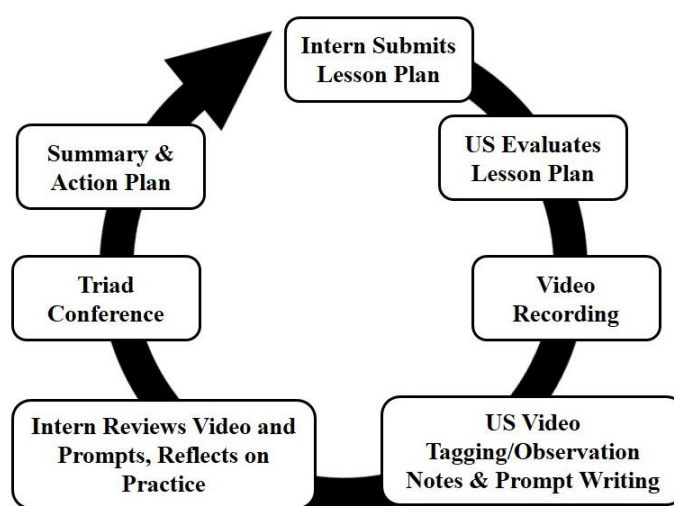 Intern Submits
Lesson Plan
US Evaluates
Lesson Plan
Video
Recording
US Video
Tagging/Observation
Notes & Prompt Writing
Intern Reviews Video and
Prompts, Reflects on
Practice
Triad
Conference
Summary &
Action Plan